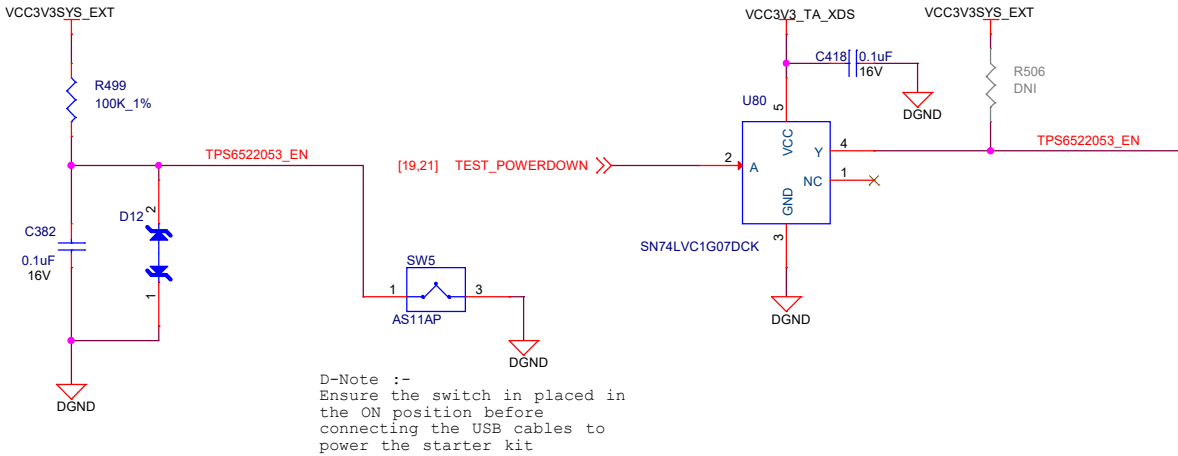 VCC3V3SYS_EXT
R499
100K_1%
TPS6522053_EN
C382
0.1uF
16V
D12
2
1
DGND
SW5
1
3
AS11AP
DGND
D-Note :-
Ensure the switch in placed in
the ON position before
connecting the USB cables to
power the starter kit
VCC3V3_TA_XDS
C418
0.1uF
16V
DGND
U80
5
VCC
[19,21] TEST_POWERDOWN
2
A
Y
4
NC
1
GND
3
SN74LVC1G07DCK
DGND
VCC3V3SYS_EXT
R506
DNI
TPS6522053_EN